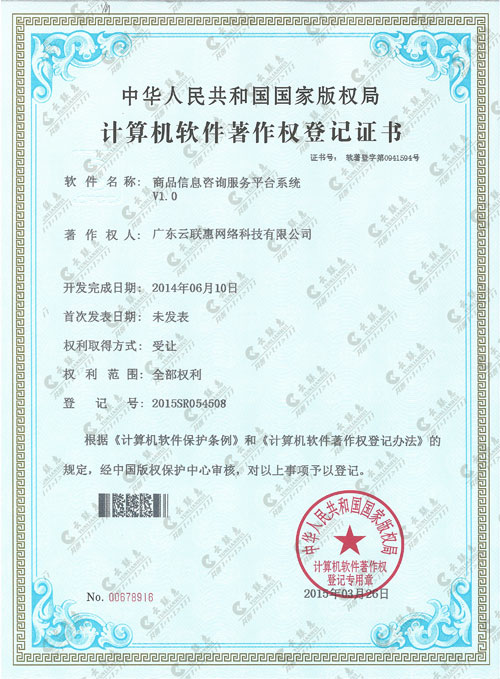 中华人民共和国国家版权局
计算机软件著作权登记证书
证书号： 软著登字第0941594号
软件名称： 商品信息咨询服务平台系统
V1.0
著作权人： 广东云联惠网络科技有限公司
开发完成日期： 2014年06月10日
首次发表日期： 未发表
权利取得方式： 受让
权利范围： 全部权利
登记号： 2015SR054508
根据《计算机软件保护条例》和《计算机软件著作权登记办法》的
规定，经中国版权保护中心审核，对以上事项予以登记。
中华人民共和国国家版权局
计算机软件著作权
登记专用章
No. 00678916
2015年03月26日